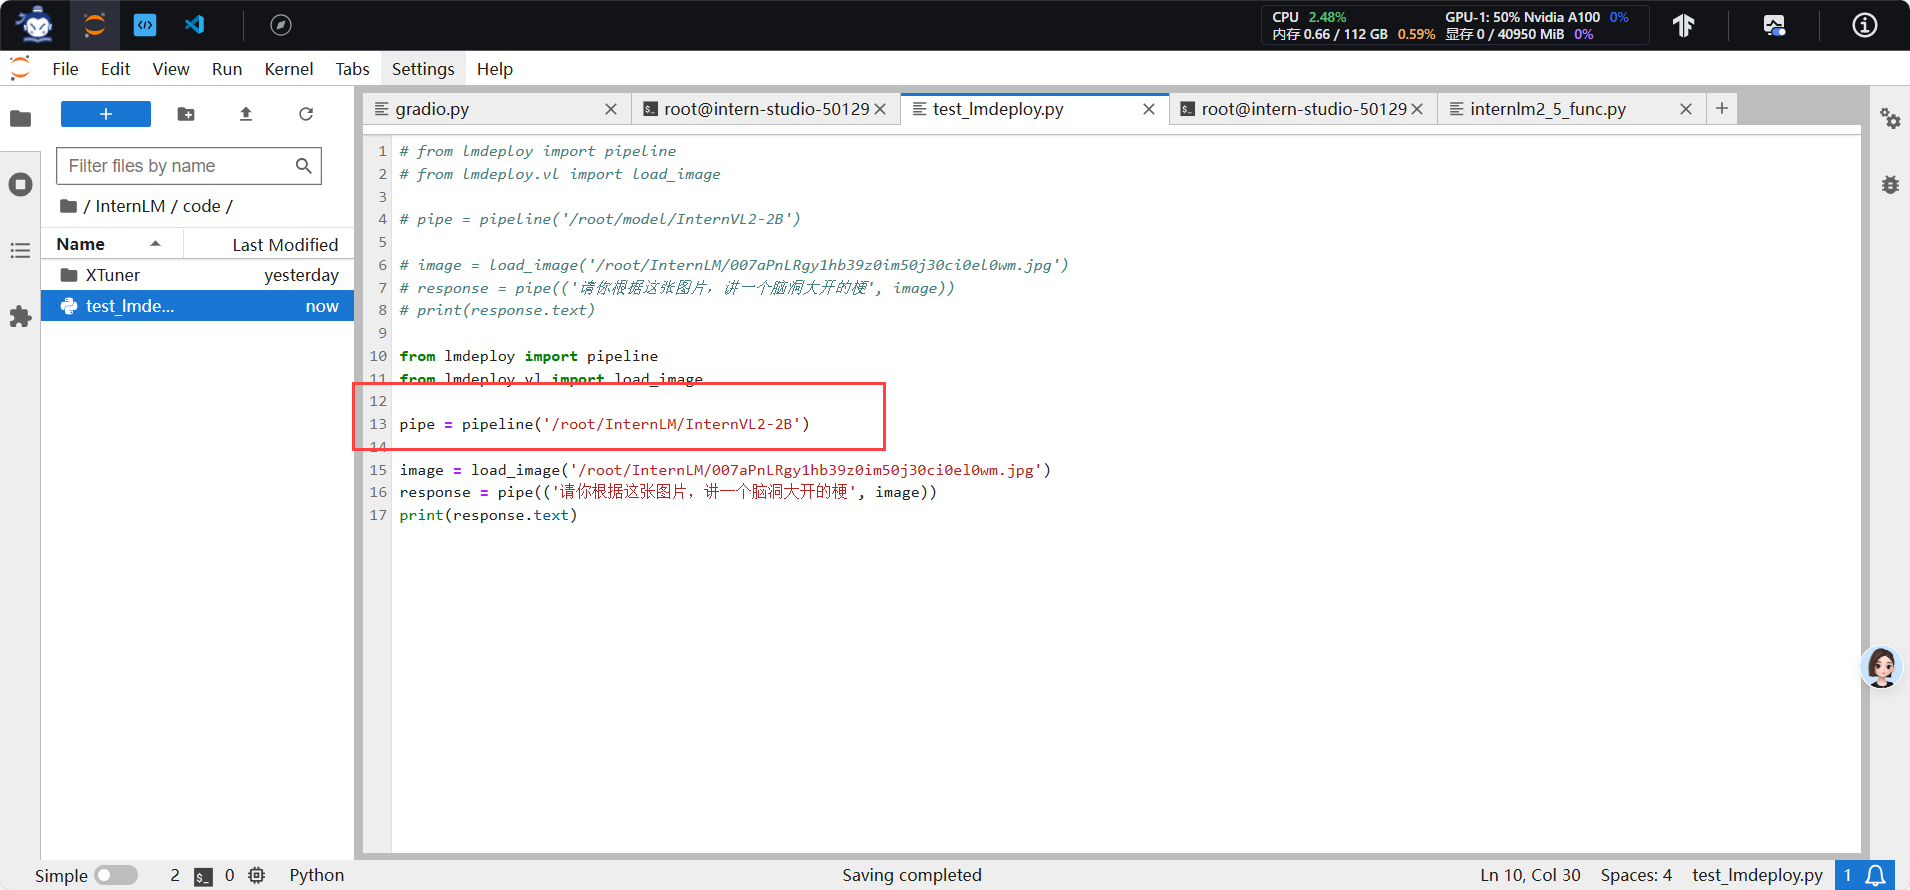 CPU 2.48% GPU-1: 50% Nvidia A100 0%
内存 0.66 / 112 GB 0.59% 显存 0 / 40950 MiB 0%
File Edit View Run Kernel Tabs Settings Help
gradio.py root@intern-studio-50129 test_lmdeploy.py root@intern-studio-50129 internlm2_5_func.py
Filter files by name
/ InternLM / code /
Name Last Modified
XTuner yesterday
test_lmde... now
1 # from lmdeploy import pipeline
2 # from lmdeploy.vl import load_image
3
4 # pipe = pipeline('/root/model/InternVL2-2B')
5
6 # image = load_image('/root/InternLM/007aPnLRgy1hb39z0im50j30ci0el0wm.jpg')
7 # response = pipe(('请你根据这张图片，讲一个脑洞大开的梗', image))
8 # print(response.text)
9
10 from lmdeploy import pipeline
11 from lmdeploy.vl import load_image
12
13 pipe = pipeline('/root/InternLM/InternVL2-2B')
14
15 image = load_image('/root/InternLM/007aPnLRgy1hb39z0im50j30ci0el0wm.jpg')
16 response = pipe(('请你根据这张图片，讲一个脑洞大开的梗', image))
17 print(response.text)
Simple 2 $_ 0 Python Saving completed Ln 10, Col 30 Spaces: 4 test_lmdeploy.py 1